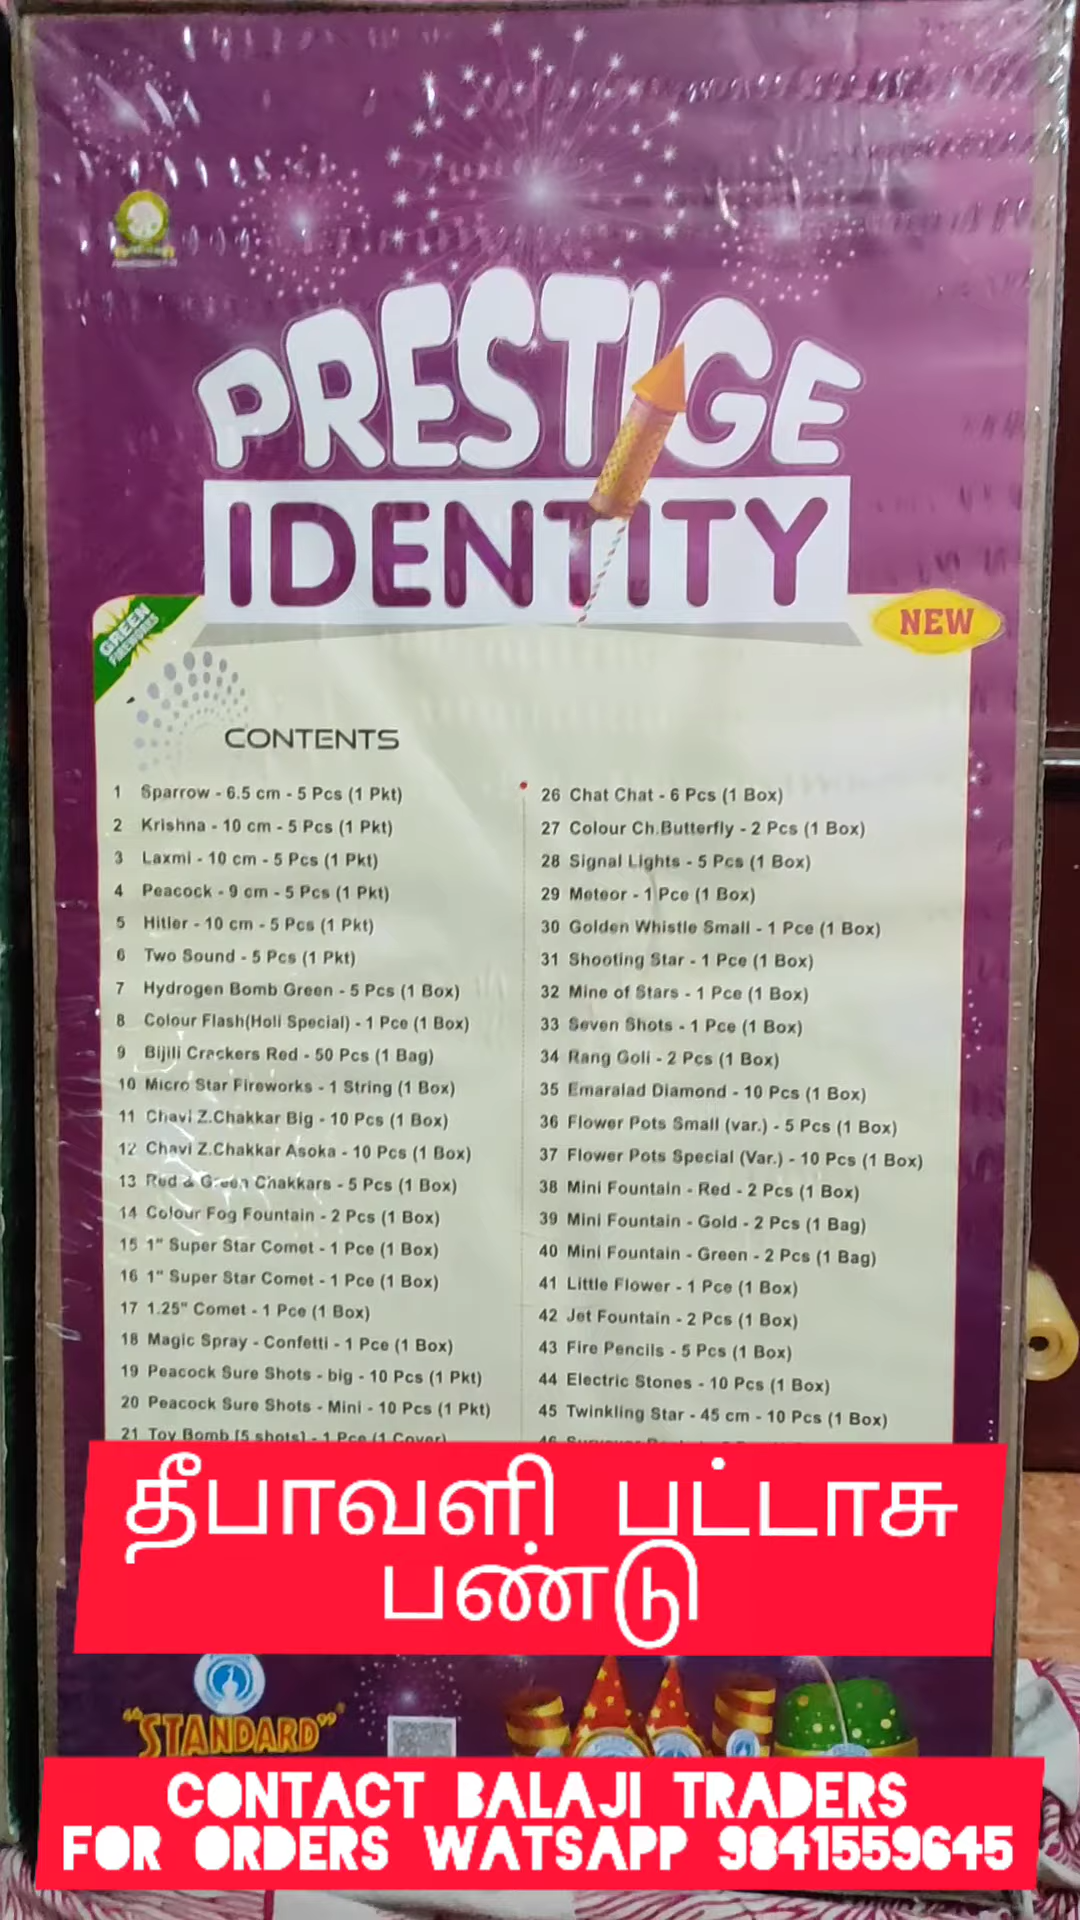 PRESTIGE
IDENTITY
GREEN
FIREWORKS
NEW
CONTENTS
1 Sparrow - 6.5 cm - 5 Pcs (1 Pkt)
2 Krishna - 10 cm - 5 Pcs (1 Pkt)
3 Laxmi - 10 cm - 5 Pcs (1 Pkt)
4 Peacock - 9 cm - 5 Pcs (1 Pkt)
5 Hitler - 10 cm - 5 Pcs (1 Pkt)
6 Two Sound - 5 Pcs (1 Pkt)
7 Hydrogen Bomb Green - 5 Pcs (1 Box)
8 Colour Flash(Holi Special) - 1 Pce (1 Box)
9 Bijili Crackers Red - 50 Pcs (1 Bag)
10 Micro Star Fireworks - 1 String (1 Box)
11 Chavi Z.Chakkar Big - 10 Pcs (1 Box)
12 Chavi Z.Chakkar Asoka - 10 Pcs (1 Box)
13 Red & Green Chakkars - 5 Pcs (1 Box)
14 Colour Fog Fountain - 2 Pcs (1 Box)
15 1" Super Star Comet - 1 Pce (1 Box)
16 1" Super Star Comet - 1 Pce (1 Box)
17 1.25" Comet - 1 Pce (1 Box)
18 Magic Spray - Confetti - 1 Pce (1 Box)
19 Peacock Sure Shots - big - 10 Pcs (1 Pkt)
20 Peacock Sure Shots - Mini - 10 Pcs (1 Pkt)
21 Toy Bomb [5 shots] - 1 Pce (1 Cover)
26 Chat Chat - 6 Pcs (1 Box)
27 Colour Ch.Butterfly - 2 Pcs (1 Box)
28 Signal Lights - 5 Pcs (1 Box)
29 Meteor - 1 Pce (1 Box)
30 Golden Whistle Small - 1 Pce (1 Box)
31 Shooting Star - 1 Pce (1 Box)
32 Mine of Stars - 1 Pce (1 Box)
33 Seven Shots - 1 Pce (1 Box)
34 Rang Goli - 2 Pcs (1 Box)
35 Emaralad Diamond - 10 Pcs (1 Box)
36 Flower Pots Small (var.) - 5 Pcs (1 Box)
37 Flower Pots Special (Var.) - 10 Pcs (1 Box)
38 Mini Fountain - Red - 2 Pcs (1 Box)
39 Mini Fountain - Gold - 2 Pcs (1 Bag)
40 Mini Fountain - Green - 2 Pcs (1 Bag)
41 Little Flower - 1 Pce (1 Box)
42 Jet Fountain - 2 Pcs (1 Box)
43 Fire Pencils - 5 Pcs (1 Box)
44 Electric Stones - 10 Pcs (1 Box)
45 Twinkling Star - 45 cm - 10 Pcs (1 Box)
46
தீபாவளி பட்டாசு
பண்டு
"STANDARD"
CONTACT BALAJI TRADERS
FOR ORDERS WATSAPP 9841559645